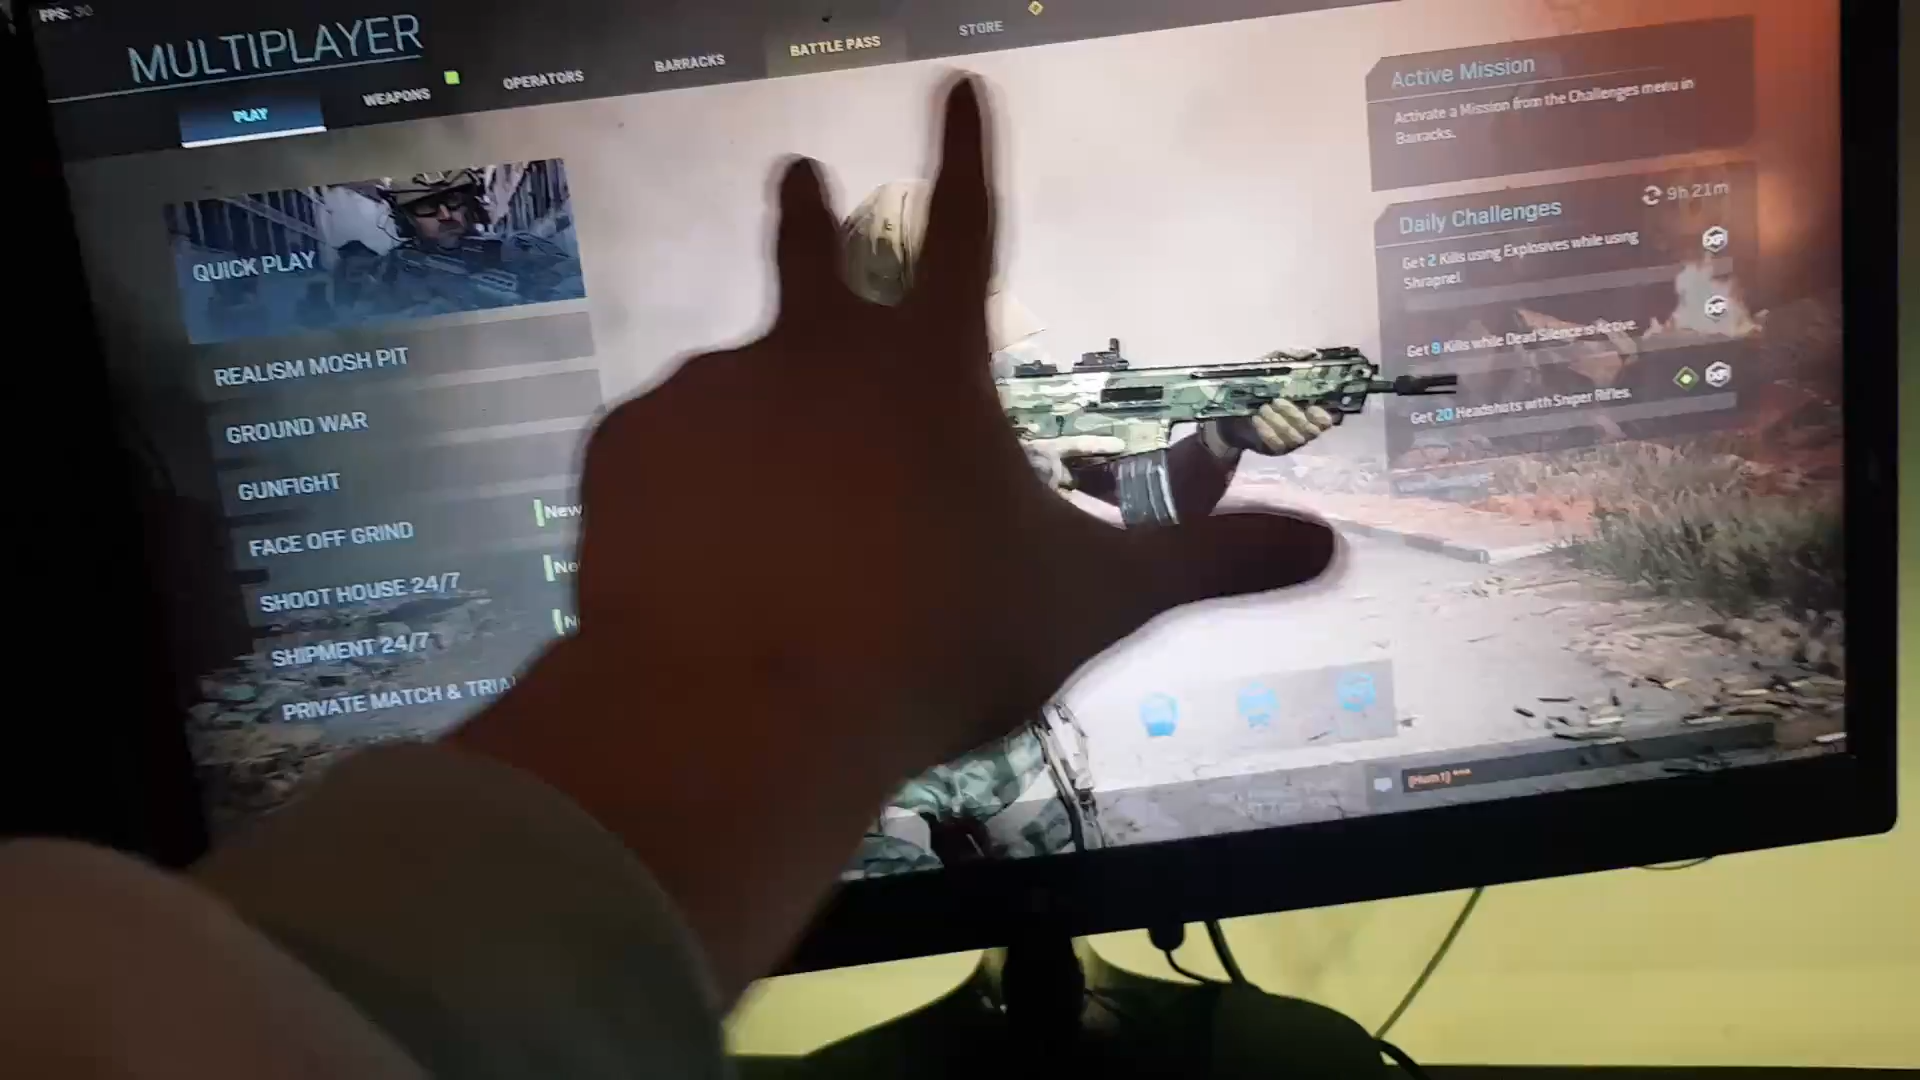 FPS: 30
MULTIPLAYER
PLAY
WEAPONS
OPERATORS
BARRACKS
BATTLE PASS
STORE
QUICK PLAY
REALISM MOSH PIT
GROUND WAR
GUNFIGHT
FACE OFF GRIND
New
SHOOT HOUSE 24/7
SHIPMENT 24/7
PRIVATE MATCH & TRIA
Active Mission
Activate a Mission from the Challenges menu in
Barracks.
Daily Challenges
9h 21m
Get 2 Kills using Explosives while using
Shrapnel
Get 8 Kills while Dead Silence is Active.
Get 20 Headshots with Sniper Rifles.